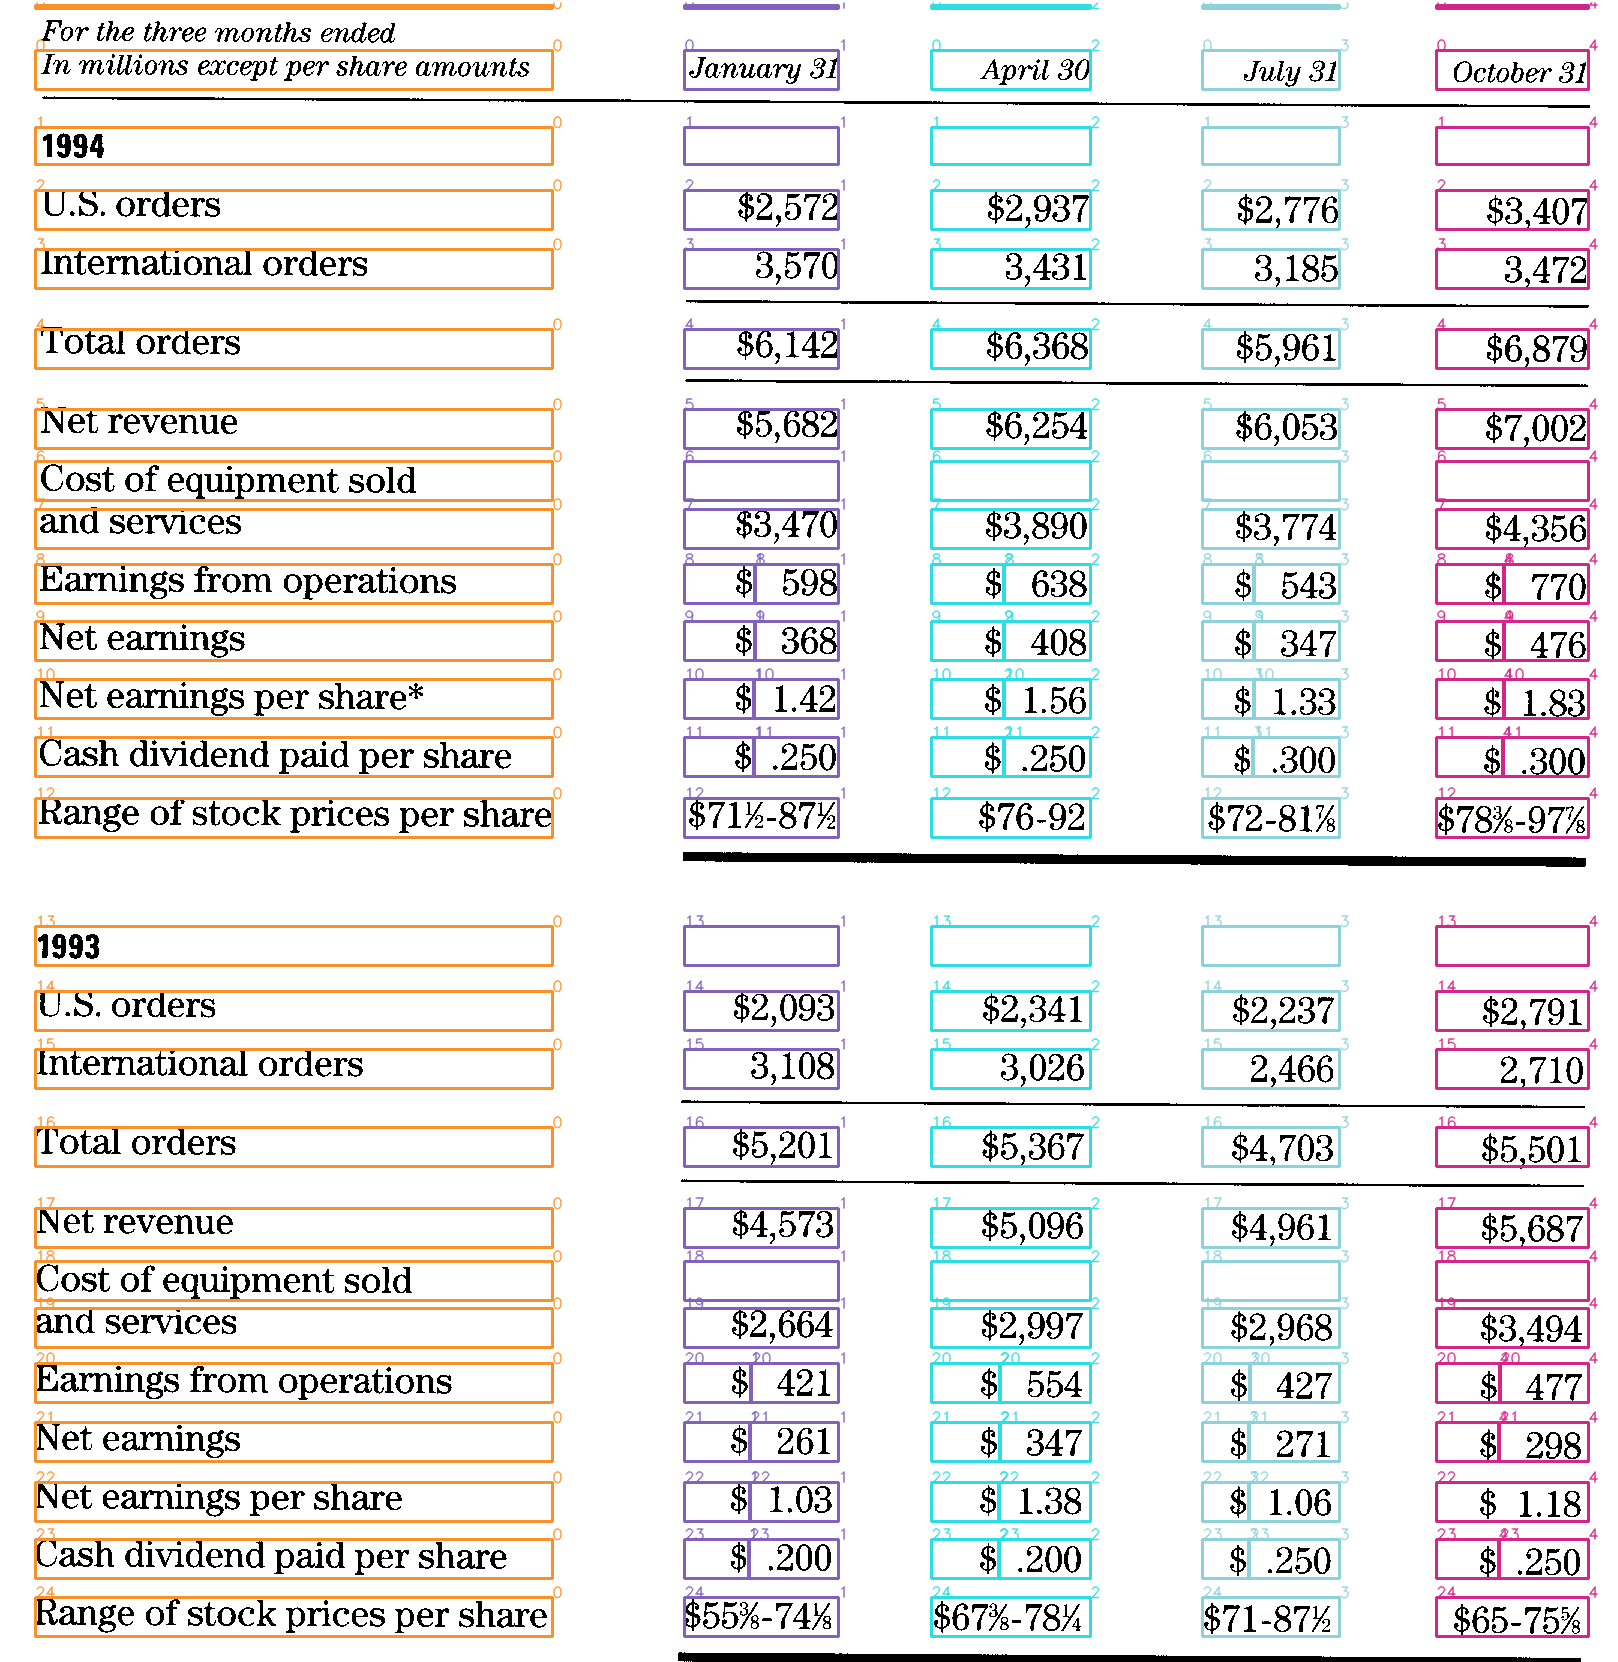 For the three months ended
In millions except per share amounts January 31 April 30 July 31 October 31
1994
U.S. orders $2,572 $2,937 $2,776 $3,407
International orders 3,570 3,431 3,185 3,472
Total orders $6,142 $6,368 $5,961 $6,879
Net revenue $5,682 $6,254 $6,053 $7,002
Cost of equipment sold
and services $3,470 $3,890 $3,774 $4,356
Earnings from operations $ 598 $ 638 $ 543 $ 770
Net earnings $ 368 $ 408 $ 347 $ 476
Net earnings per share* $ 1.42 $ 1.56 $ 1.33 $ 1.83
Cash dividend paid per share $ .250 $ .250 $ .300 $ .300
Range of stock prices per share $71½-87½ $76-92 $72-81⅞ $78⅜-97⅞
1993
U.S. orders $2,093 $2,341 $2,237 $2,791
International orders 3,108 3,026 2,466 2,710
Total orders $5,201 $5,367 $4,703 $5,501
Net revenue $4,573 $5,096 $4,961 $5,687
Cost of equipment sold
and services $2,664 $2,997 $2,968 $3,494
Earnings from operations $ 421 $ 554 $ 427 $ 477
Net earnings $ 261 $ 347 $ 271 $ 298
Net earnings per share $ 1.03 $ 1.38 $ 1.06 $ 1.18
Cash dividend paid per share $ .200 $ .200 $ .250 $ .250
Range of stock prices per share $55⅜-74⅛ $67⅜-78¼ $71-87½ $65-75⅝